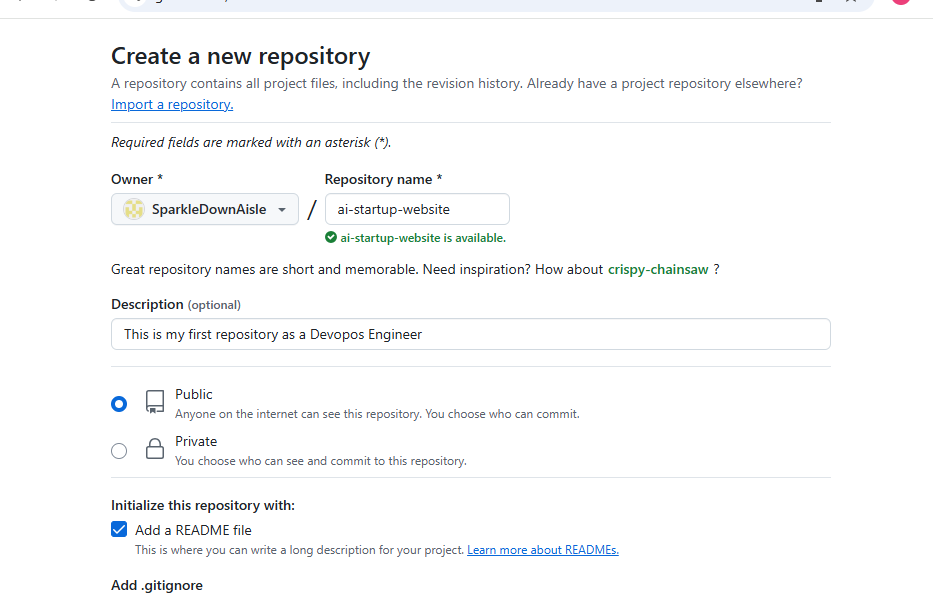 Create a new repository
A repository contains all project files, including the revision history. Already have a project repository elsewhere?
Import a repository.
Required fields are marked with an asterisk (*).
Owner * Repository name *
SparkleDownAisle / ai-startup-website
ai-startup-website is available.
Great repository names are short and memorable. Need inspiration? How about crispy-chainsaw ?
Description (optional)
This is my first repository as a Devopos Engineer
Public
Anyone on the internet can see this repository. You choose who can commit.
Private
You choose who can see and commit to this repository.
Initialize this repository with:
Add a README file
This is where you can write a long description for your project. Learn more about READMEs.
Add .gitignore